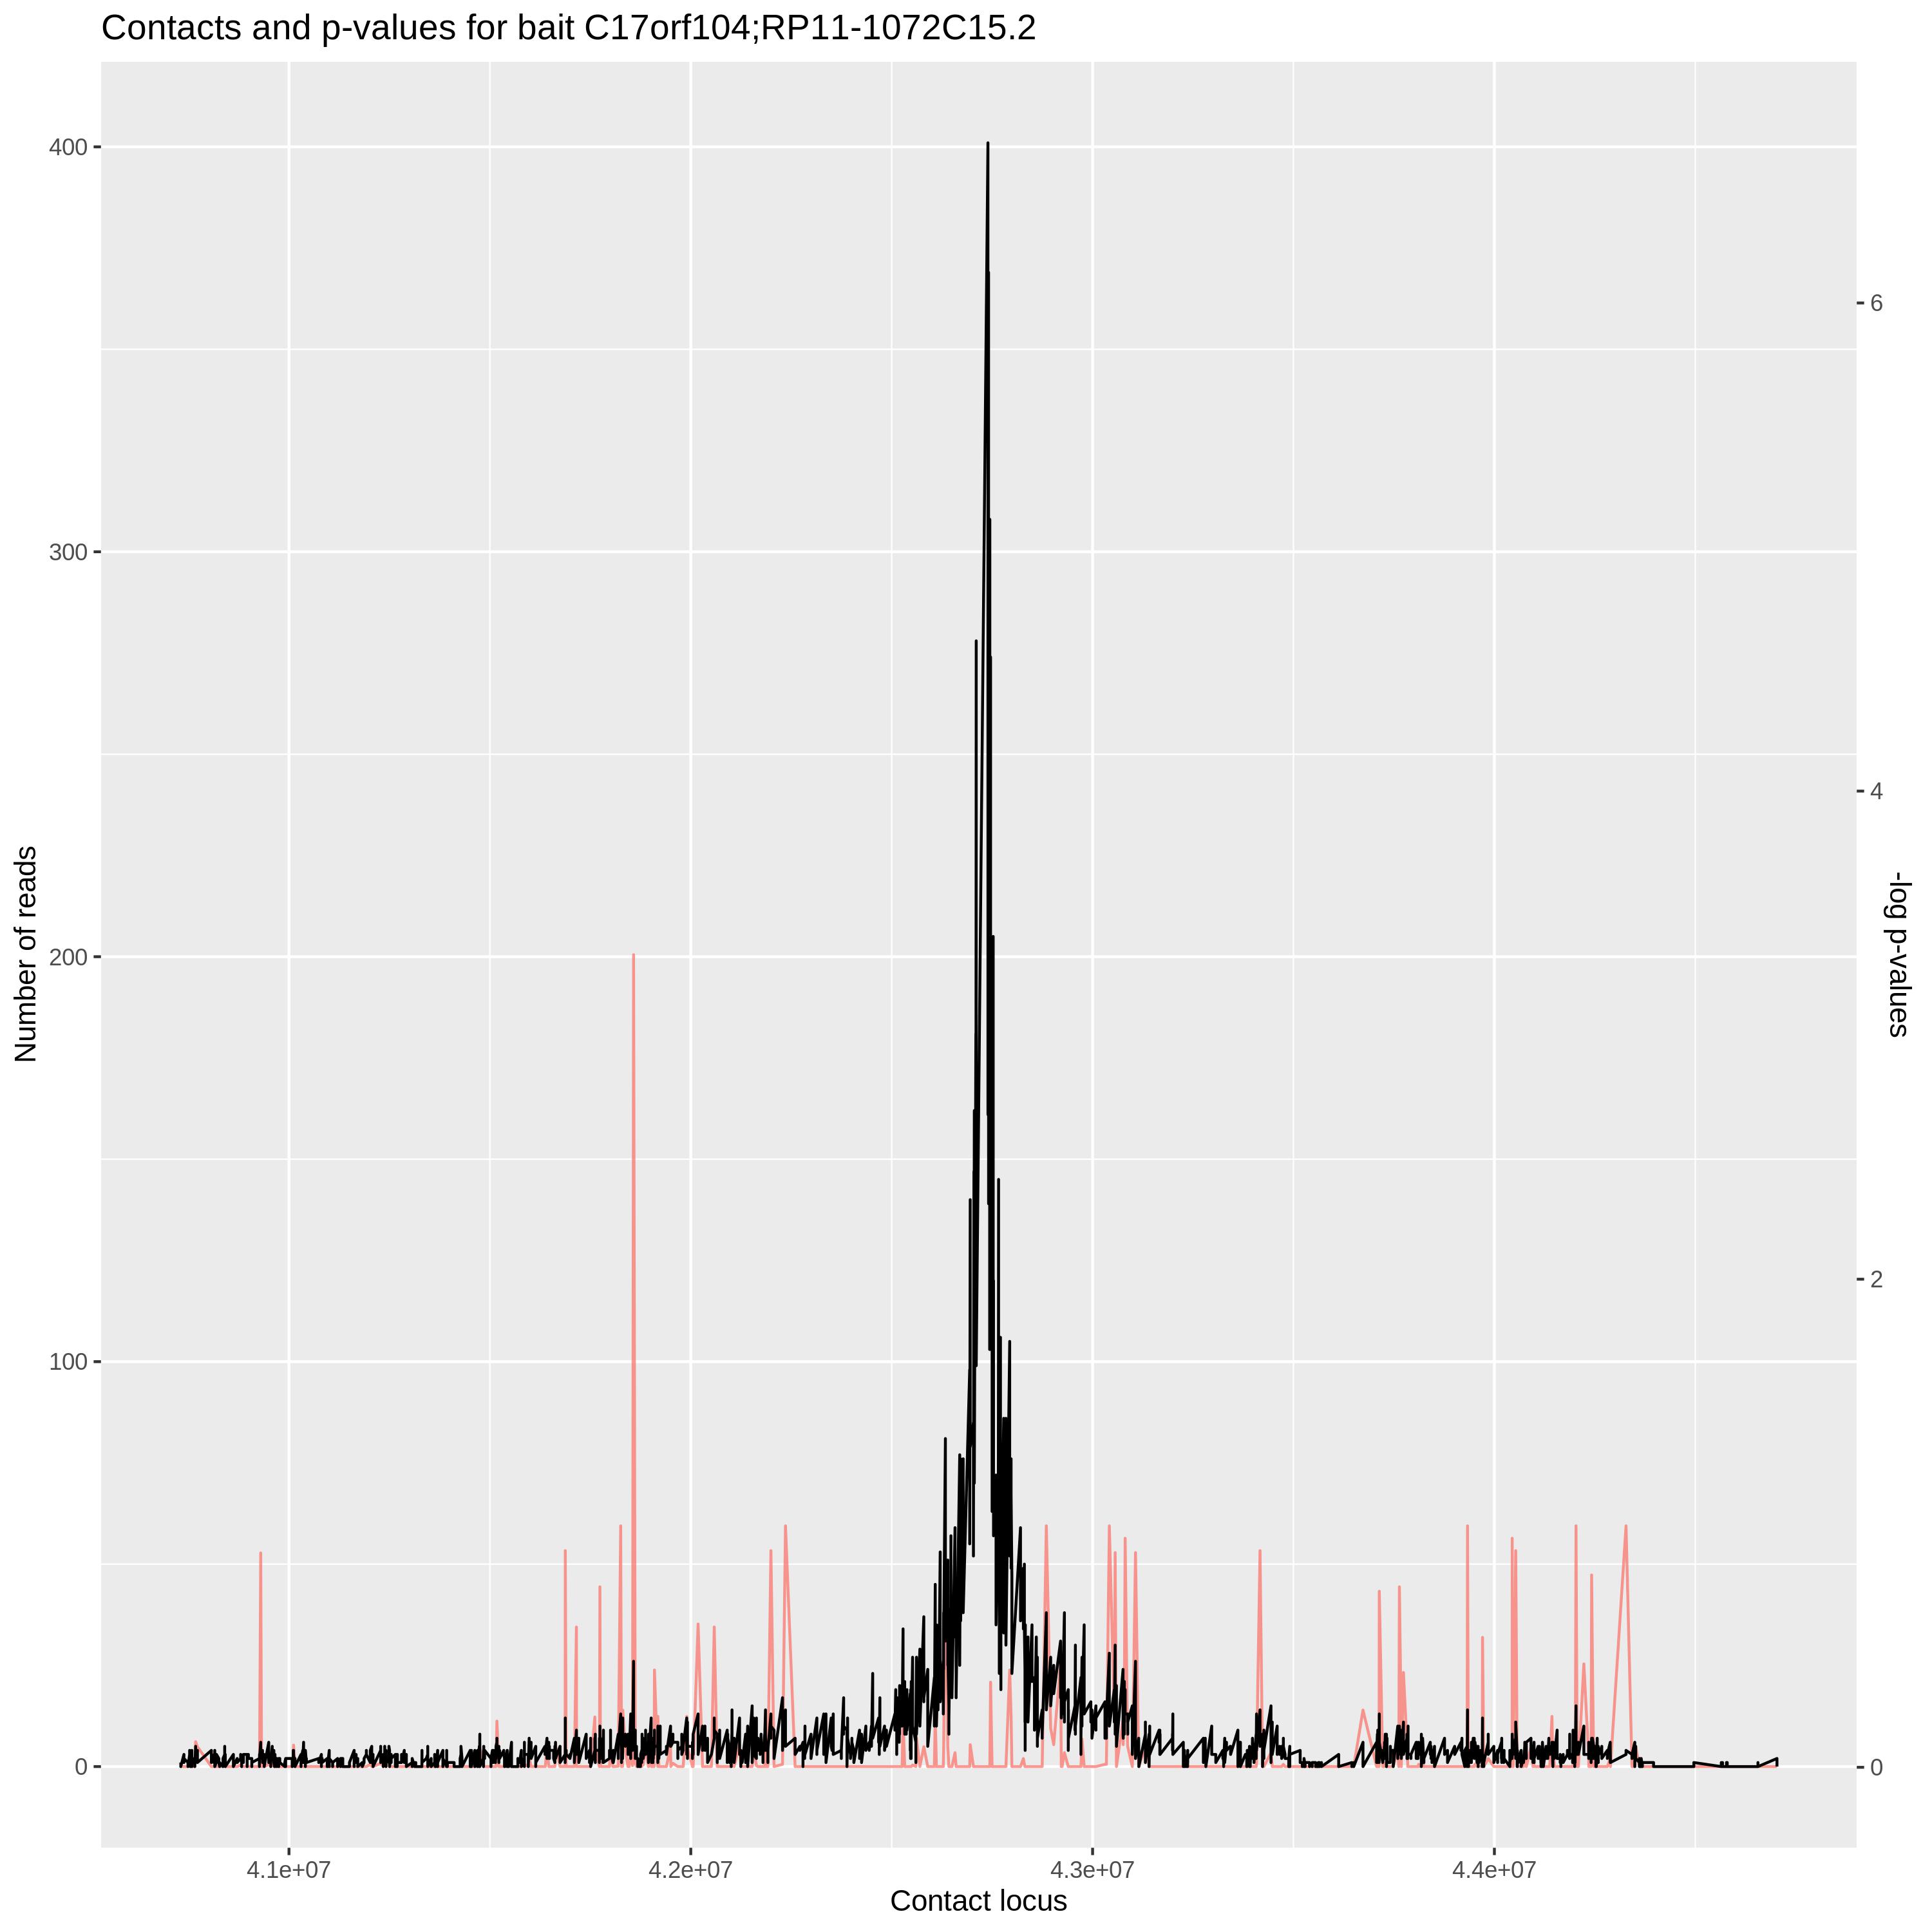 Contacts and p-values for bait C17orf104;RP11-1072C15.2
400
300
200
100
0
Number of reads
6
4
2
0
-log p-values
4.1e+07 4.2e+07 4.3e+07 4.4e+07
Contact locus